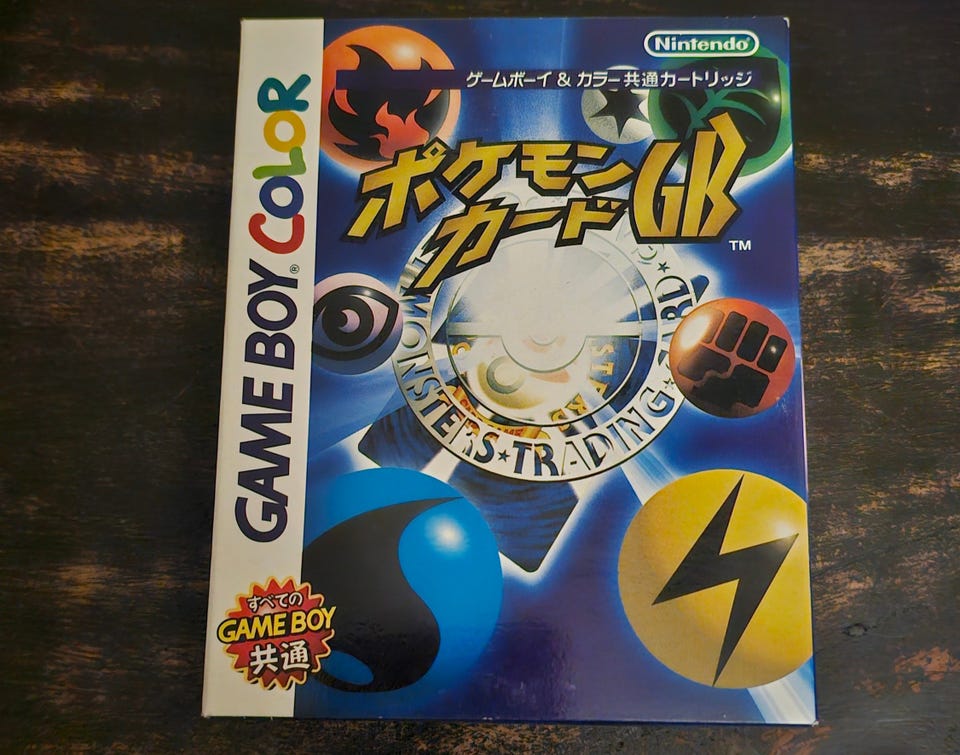 Nintendo®
ゲームボーイ & カラー共通カートリッジ
ポケモン
カードGB
TM
GAME BOY® COLOR
MONSTERS★TRADING★CARD
すべての
GAME BOY
共通